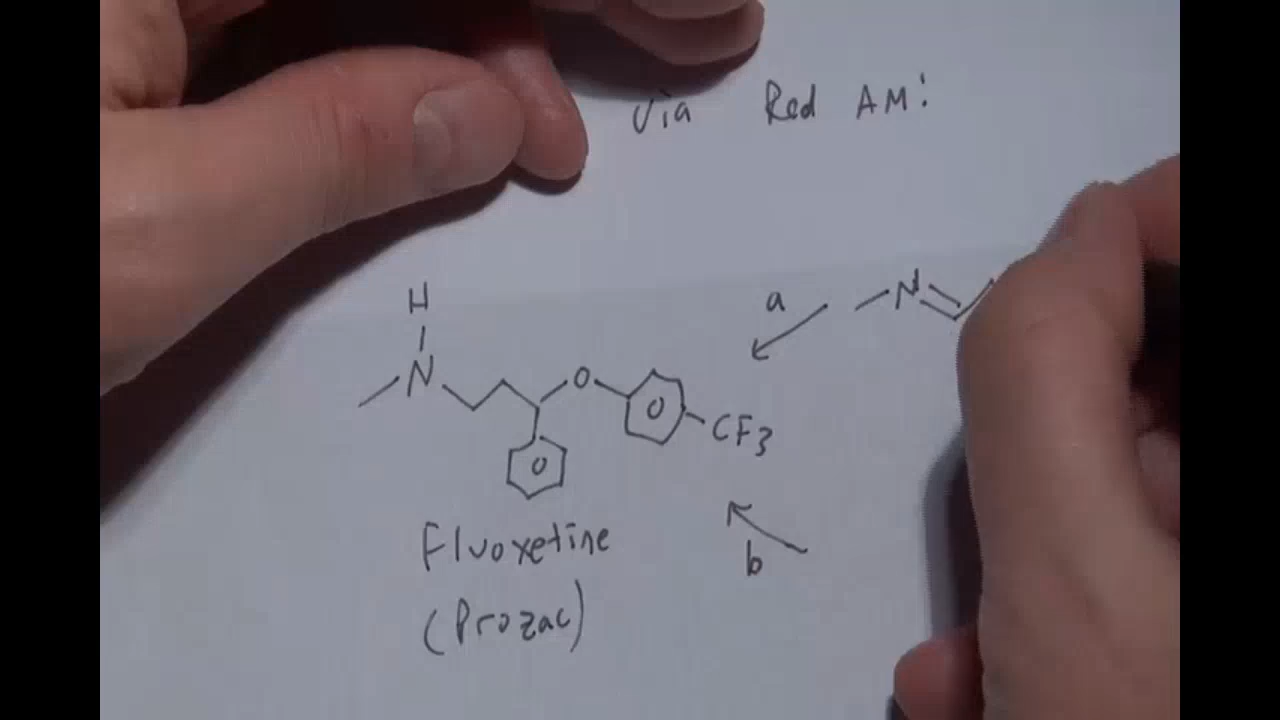 via Red AM:
a
N
H
N
O
O
CF3
O
b
Fluoxetine
(Prozac)